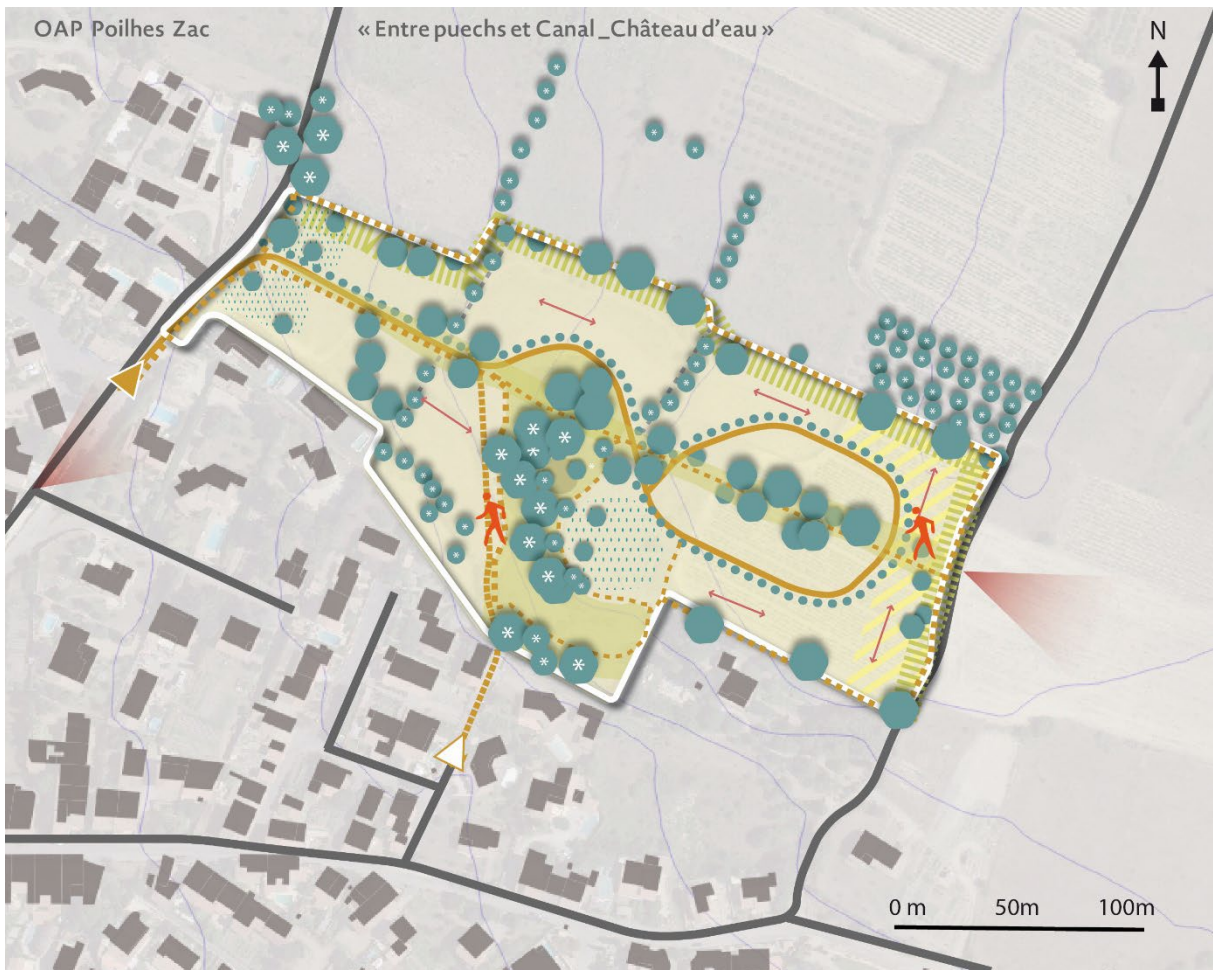 OAP Poilhes Zac
« Entre puechs et Canal _Château d'eau »
N
0 m 50m 100m